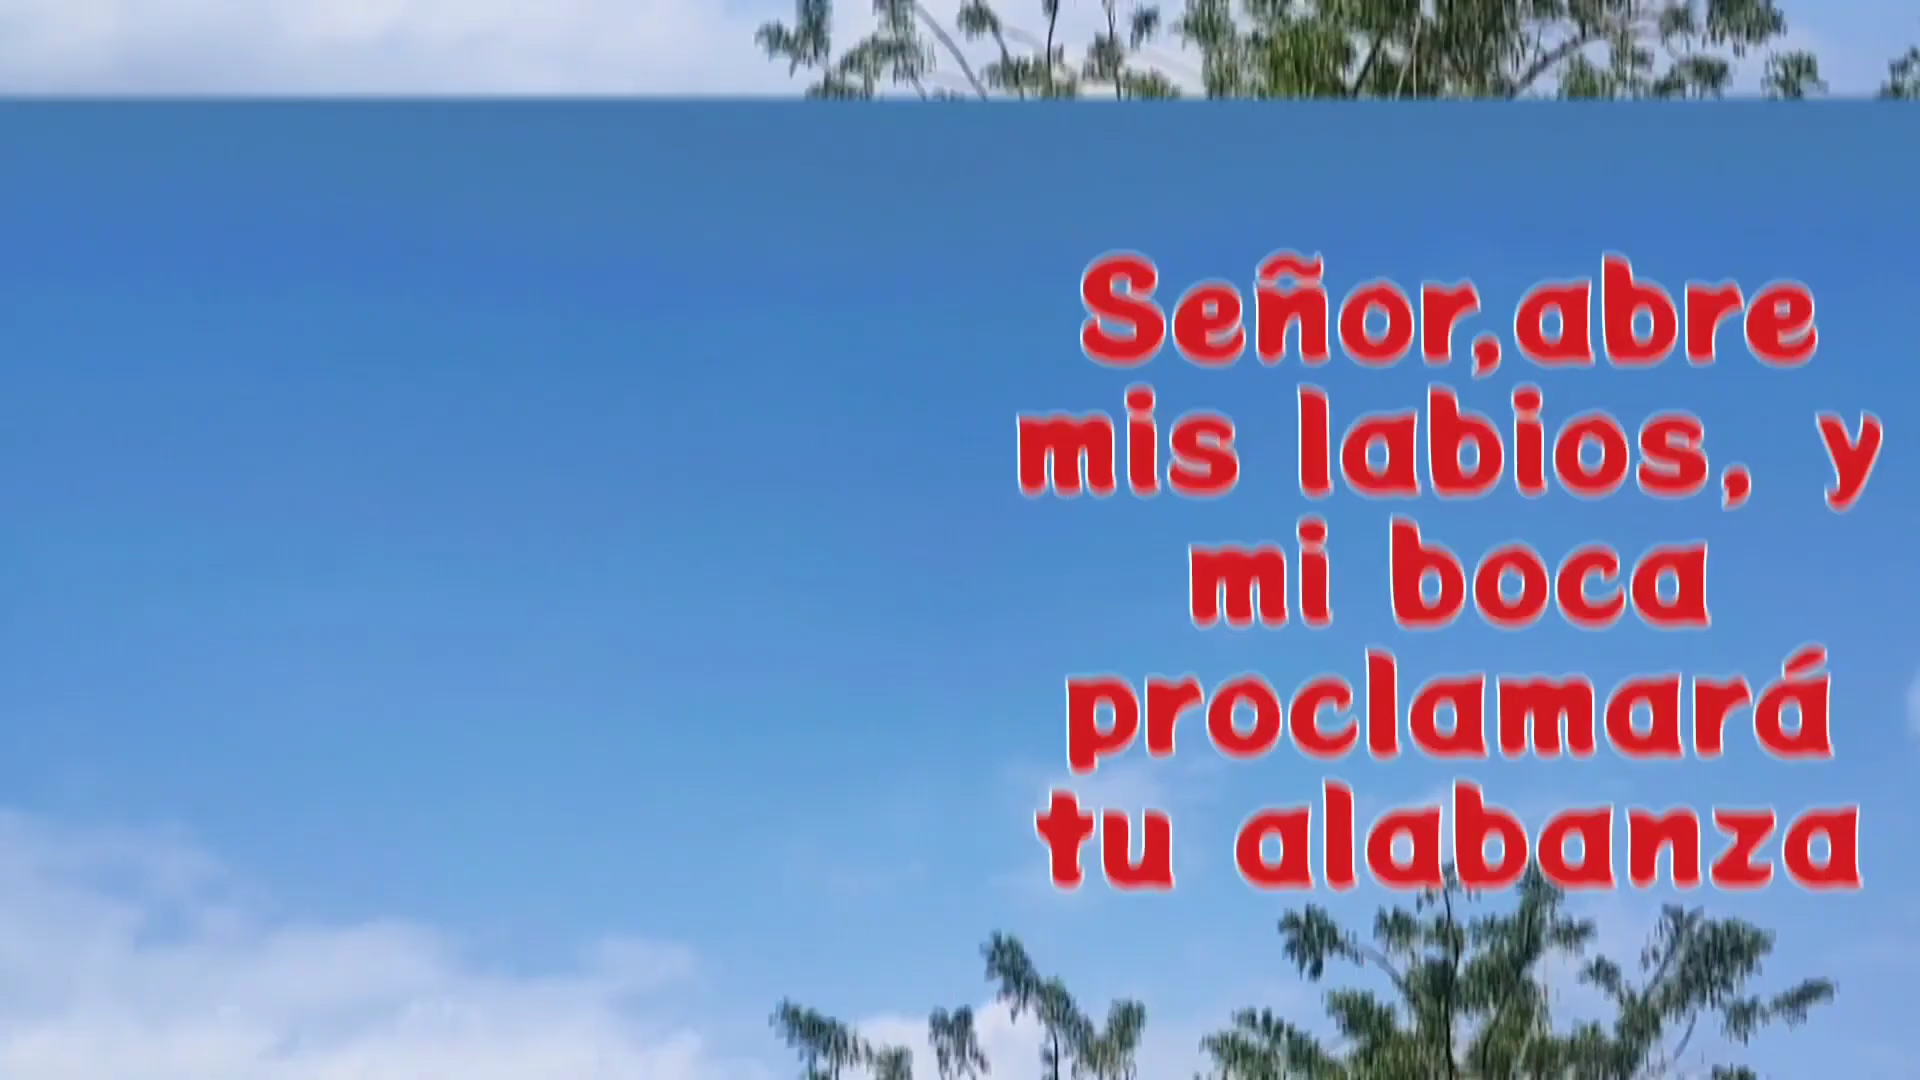 Señor,abre
mis labios, y
mi boca
proclamará
tu alabanza